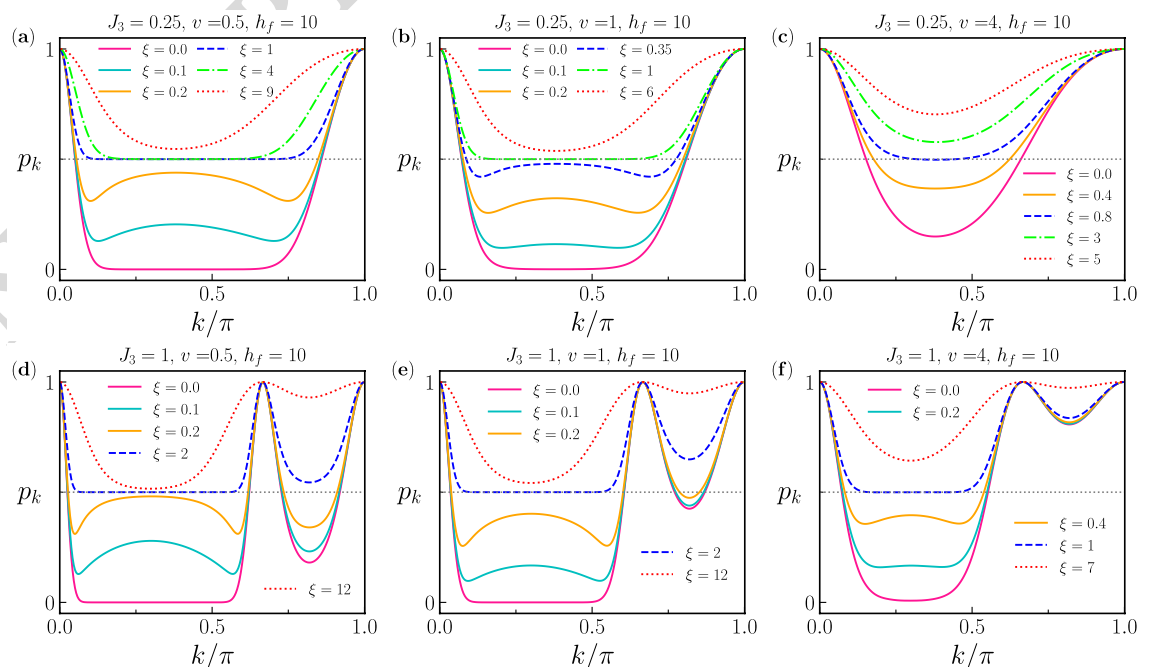 J₃ = 0.25, v =0.5, h_f = 10
(a)
ξ = 0.0
ξ = 0.1
ξ = 0.2
ξ = 1
ξ = 4
ξ = 9
1
p_k
0
0.0 0.5 1.0
k/π
J₃ = 0.25, v =1, h_f = 10
(b)
ξ = 0.0
ξ = 0.1
ξ = 0.2
ξ = 0.35
ξ = 1
ξ = 6
1
p_k
0
0.0 0.5 1.0
k/π
J₃ = 0.25, v =4, h_f = 10
(c)
1
p_k
0
ξ = 0.0
ξ = 0.4
ξ = 0.8
ξ = 3
ξ = 5
0.0 0.5 1.0
k/π
J₃ = 1, v =0.5, h_f = 10
(d)
ξ = 0.0
ξ = 0.1
ξ = 0.2
ξ = 2
ξ = 12
1
p_k
0
0.0 0.5 1.0
k/π
J₃ = 1, v =1, h_f = 10
(e)
ξ = 0.0
ξ = 0.1
ξ = 0.2
ξ = 2
ξ = 12
1
p_k
0
0.0 0.5 1.0
k/π
J₃ = 1, v =4, h_f = 10
(f)
ξ = 0.0
ξ = 0.2
ξ = 0.4
ξ = 1
ξ = 7
1
p_k
0
0.0 0.5 1.0
k/π